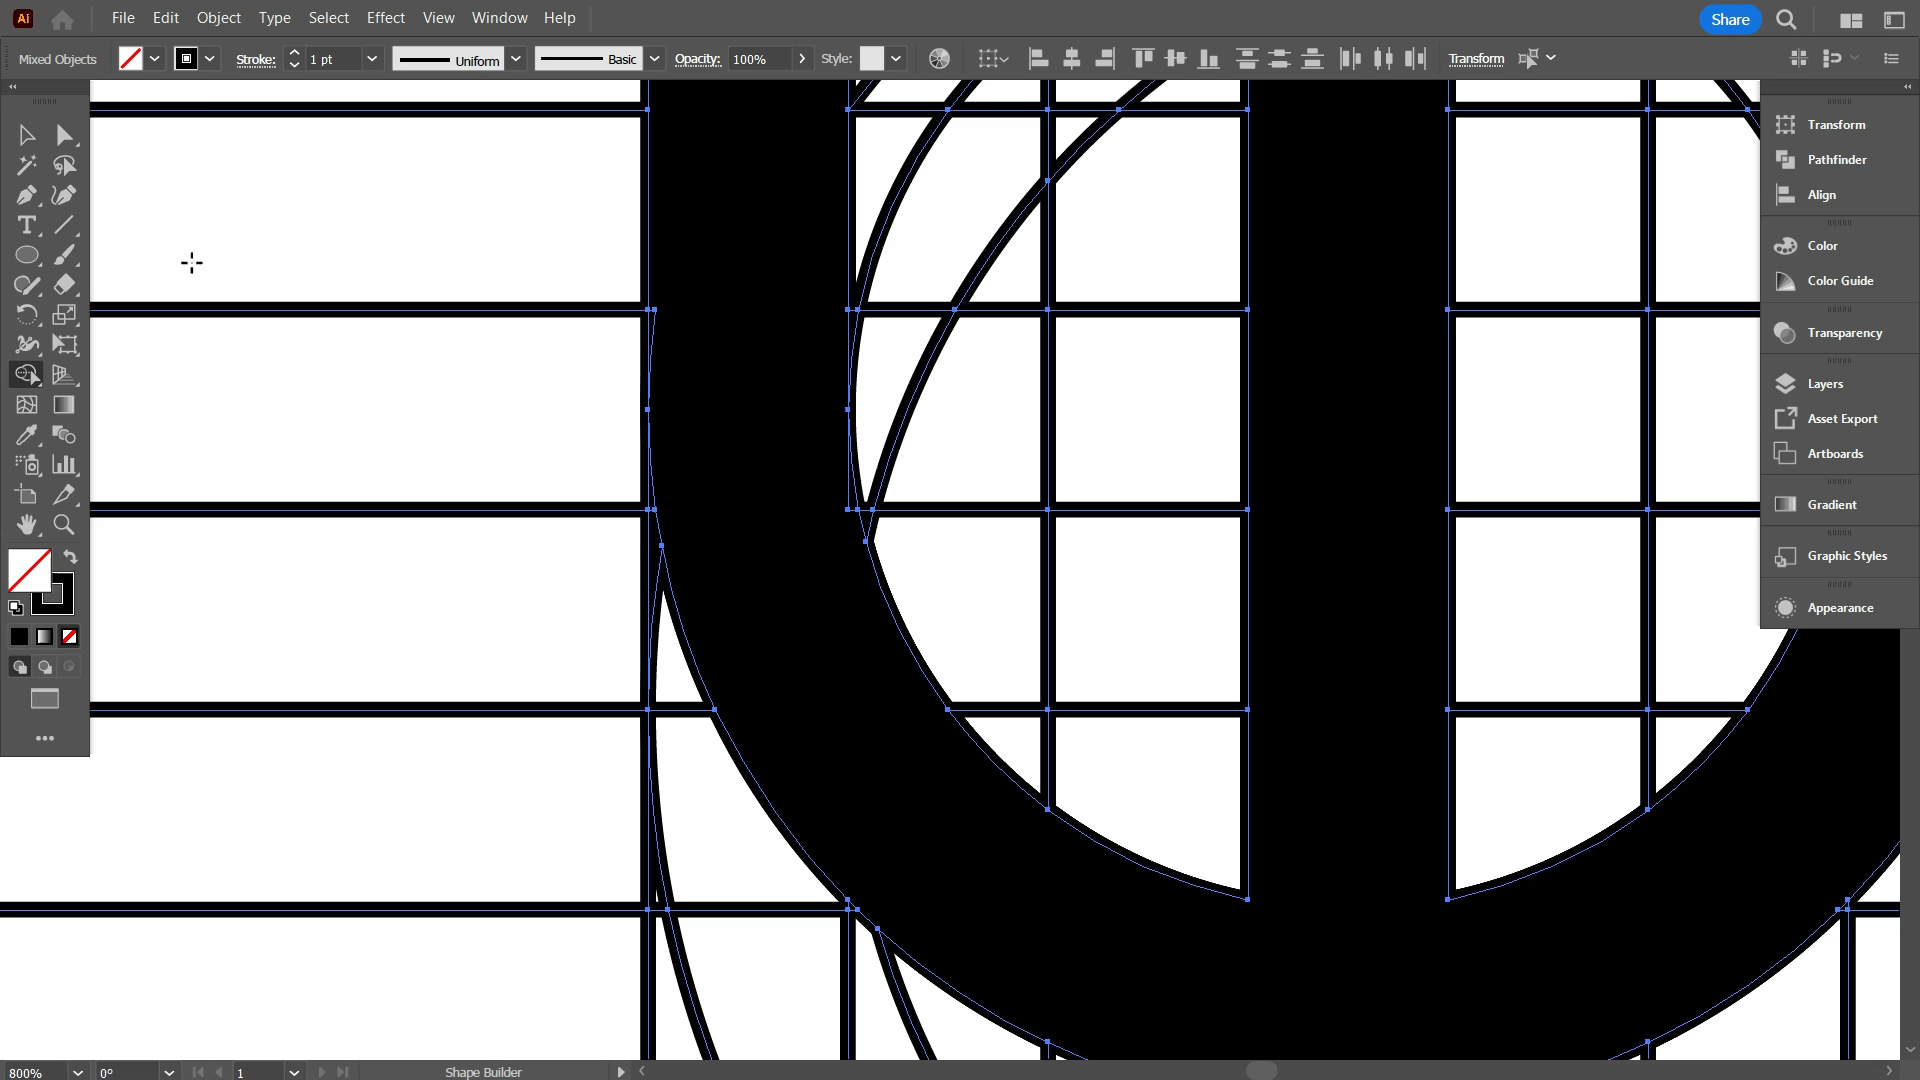 Ai File Edit Object Type Select Effect View Window Help Share
Mixed Objects Stroke: 1 pt Uniform Basic Opacity: 100% Style: Transform
Transform
Pathfinder
Align
Color
Color Guide
Transparency
Layers
Asset Export
Artboards
Gradient
Graphic Styles
Appearance
800% 0° 1 Shape Builder